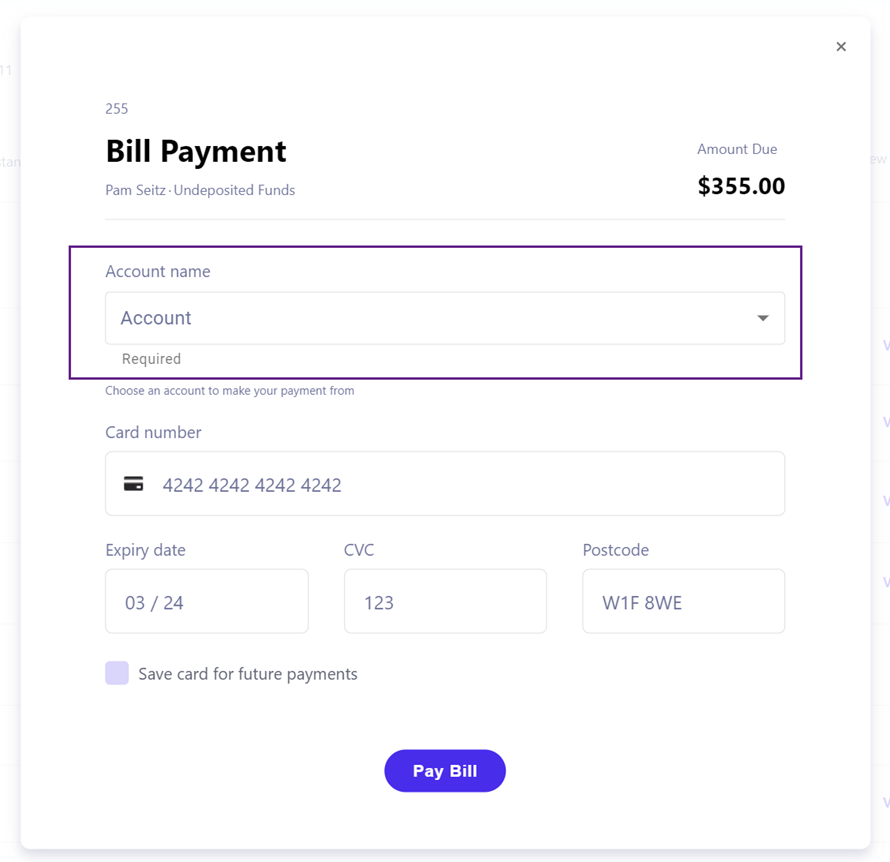 ×
255
Bill Payment
Amount Due
Pam Seitz·Undeposited Funds
$355.00
Account name
Account
Required
Choose an account to make your payment from
Card number
4242 4242 4242 4242
Expiry date
CVC
Postcode
03 / 24
123
W1F 8WE
Save card for future payments
Pay Bill